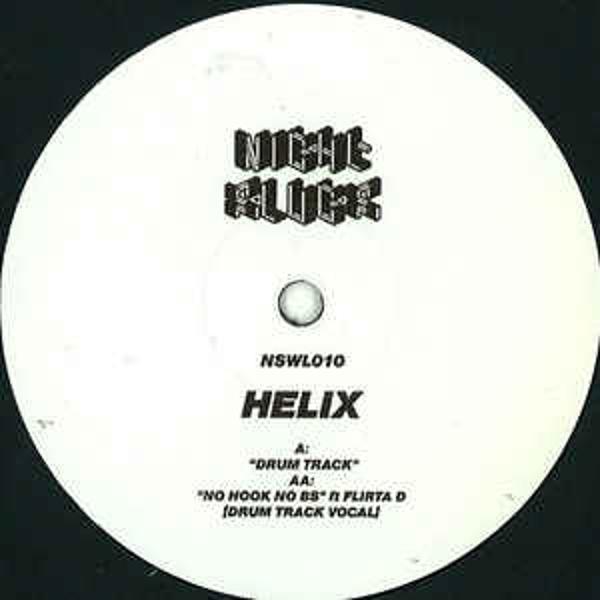 NIGHT
SLUGS
NSWL010
HELIX
A:
"DRUM TRACK"
AA:
"NO HOOK NO BS" ft FLIRTA D
[DRUM TRACK VOCAL]